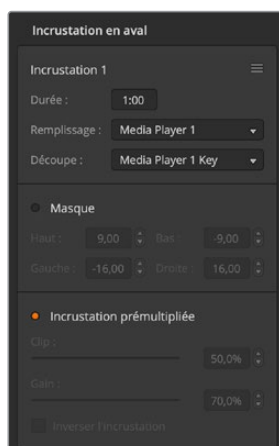 Incrustation en aval
Incrustation 1
Durée : 1:00
Remplissage : Media Player 1
Découpe : Media Player 1 Key
Masque
Haut : 9,00 Bas : -9,00
Gauche : -16,00 Droite : 16,00
Incrustation prémultipliée
Clip :
50,0%
Gain :
70,0%
Inverser l'incrustation